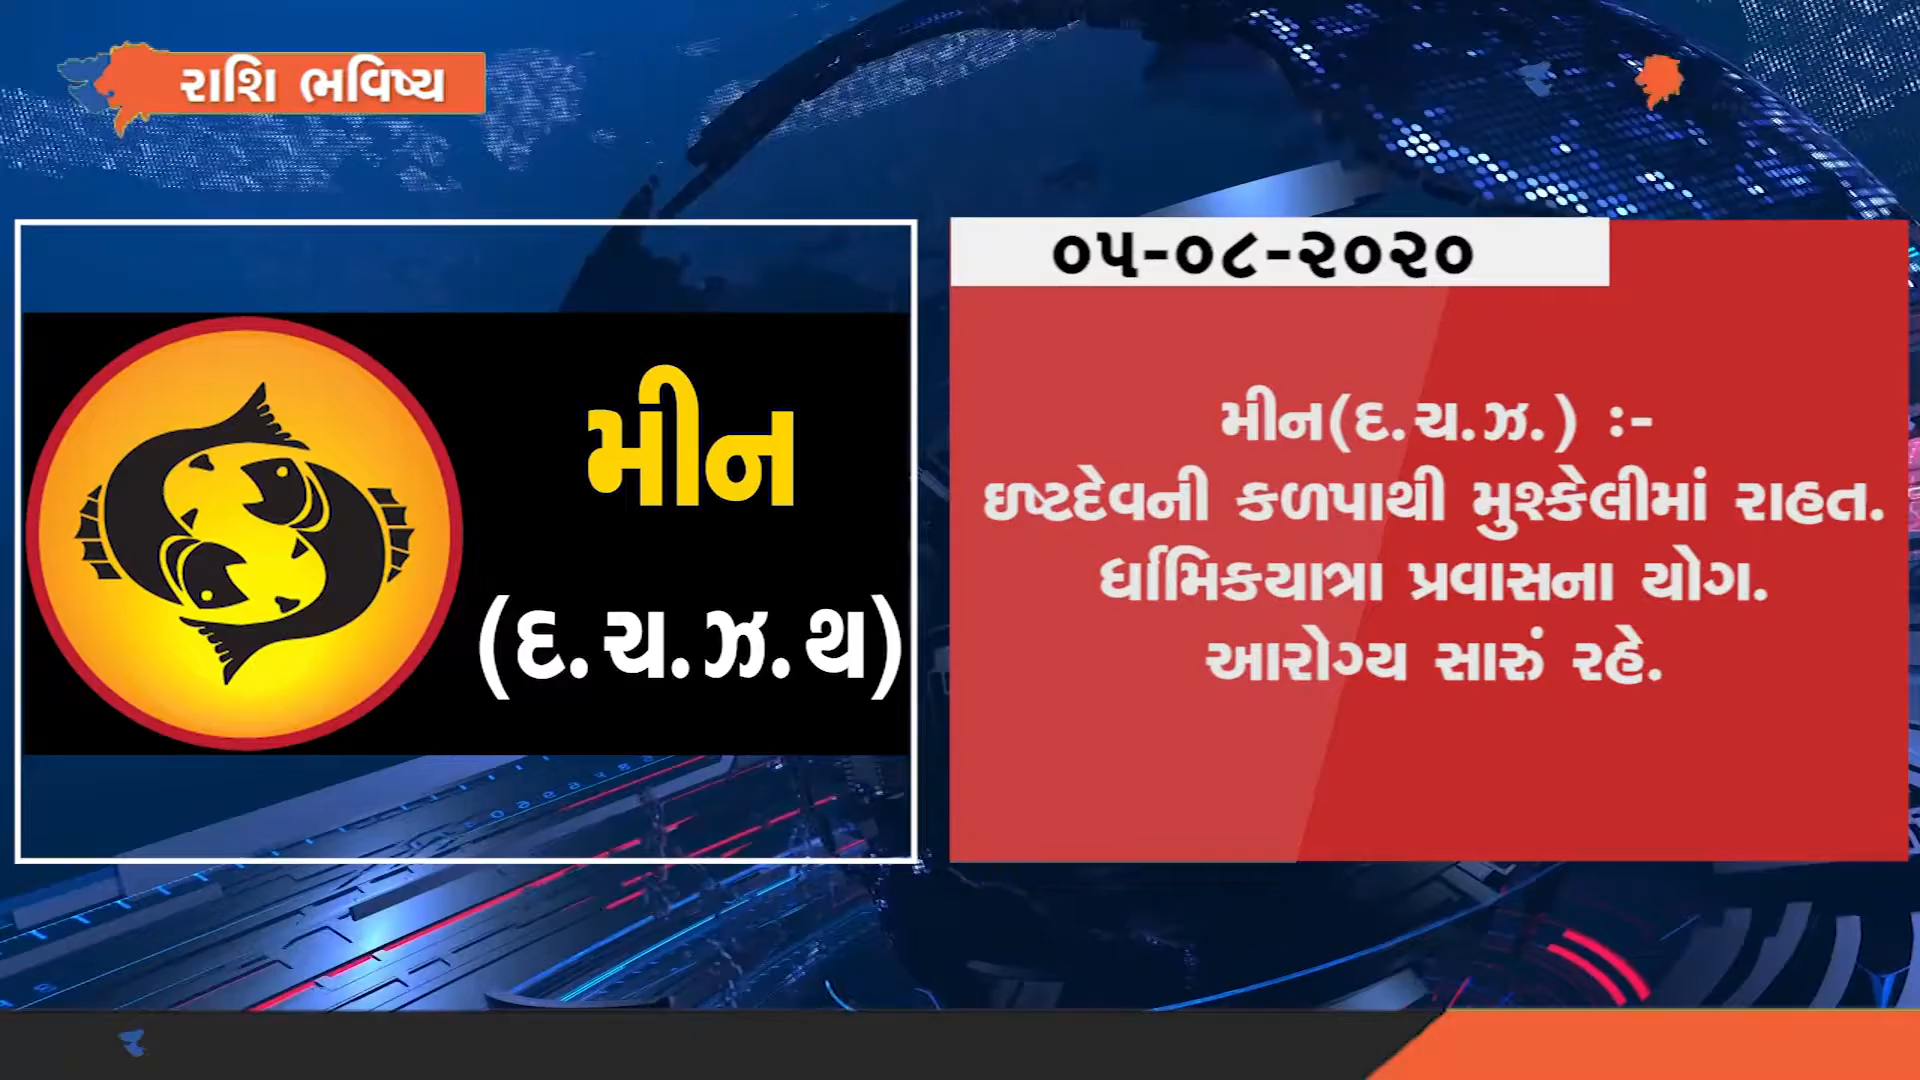 રાશિ ભવિષ્ય
મીન
(દ.ચ.ઝ.થ)
૦૫-૦૮-૨૦૨૦
મીન(દ.ચ.ઝ.) :-
ઇષ્ટદેવની કળપાથી મુશ્કેલીમાં રાહત.
ર્ધામિકયાત્રા પ્રવાસના યોગ.
આરોગ્ય સારું રહે.